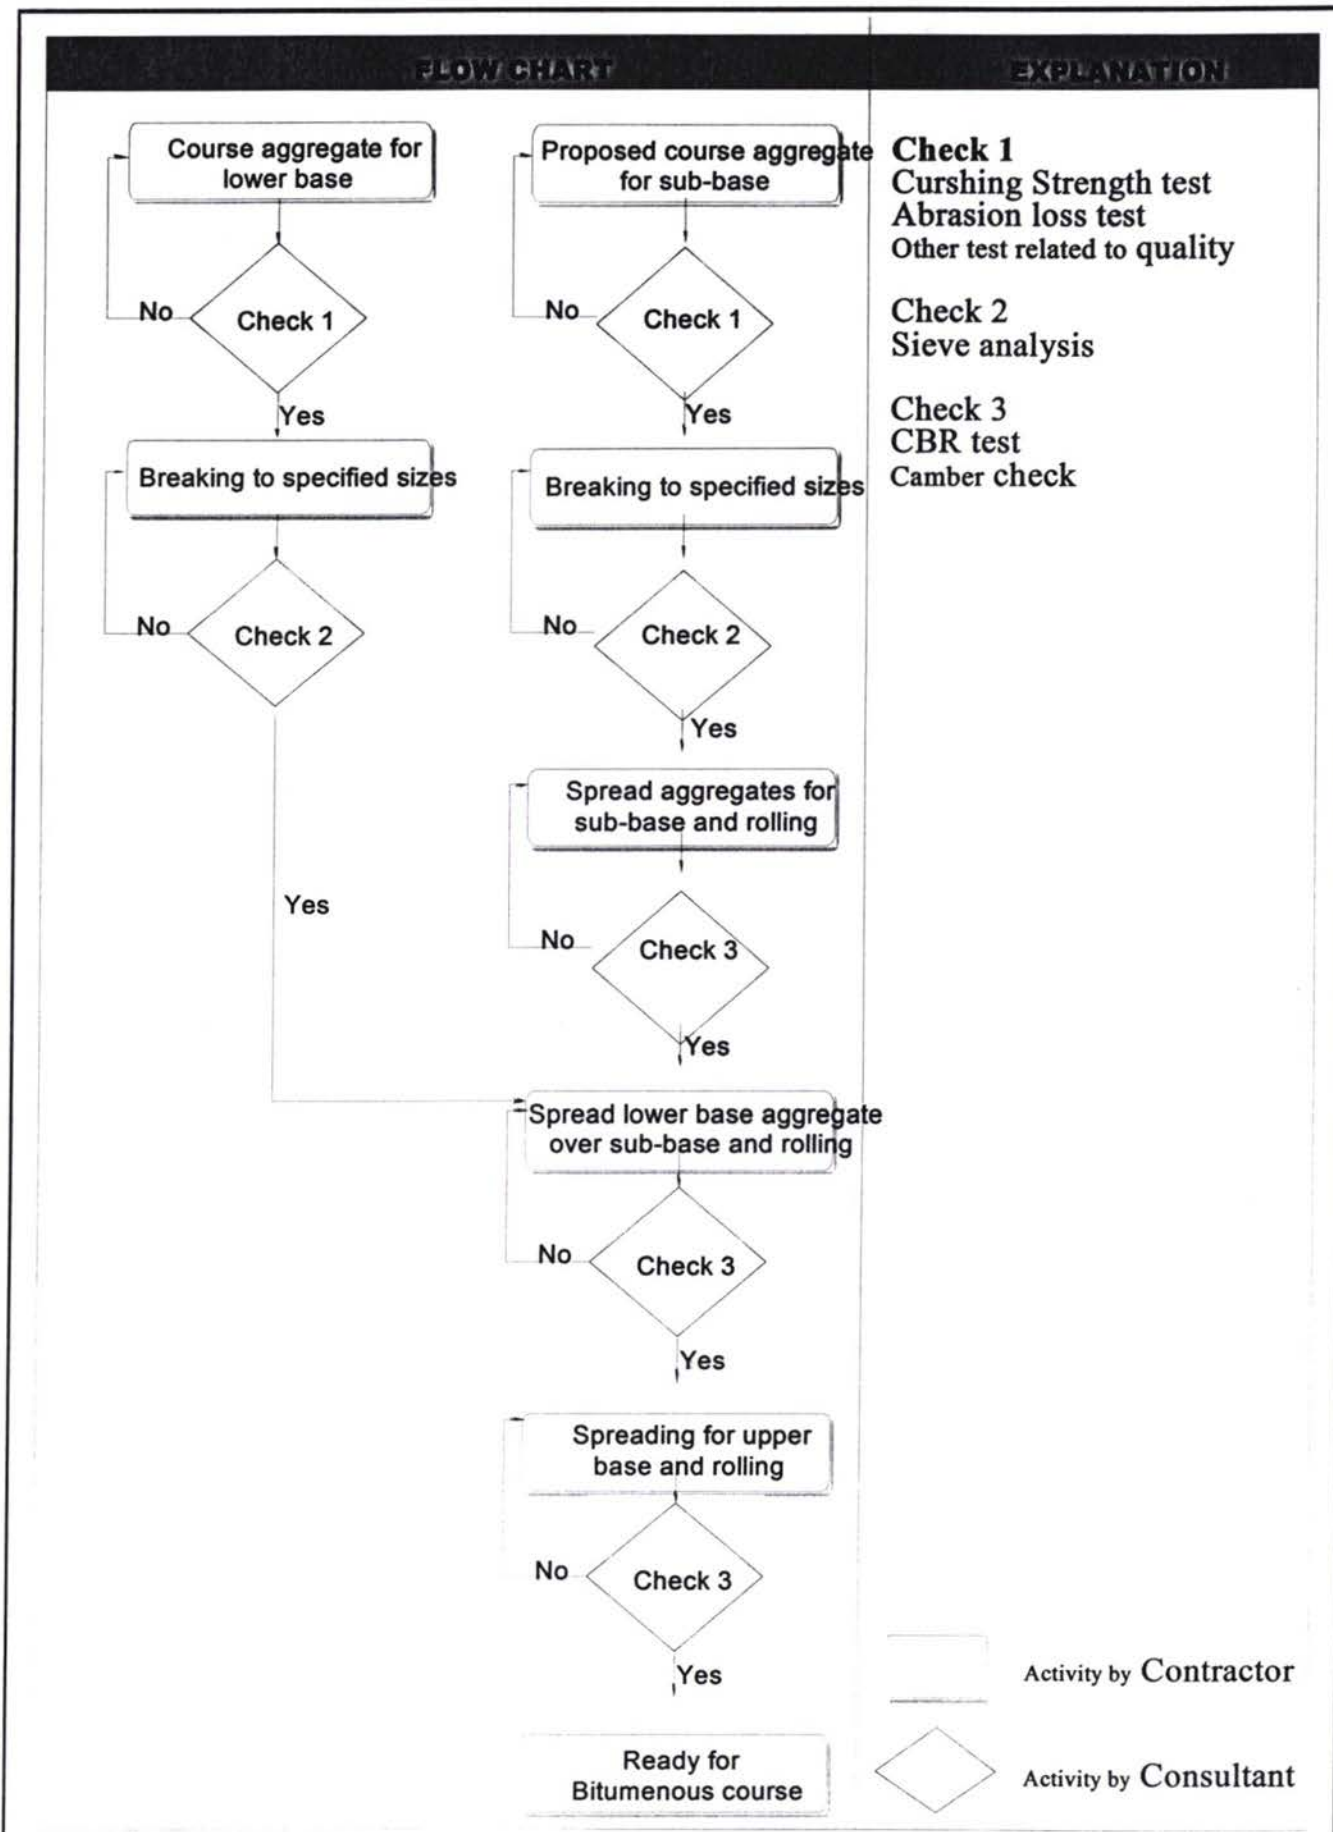 FLOW CHART
EXPLANATION
Course aggregate for
lower base
No
Check 1
Yes
Breaking to specified sizes
No
Check 2
Yes
Proposed course aggregate
for sub-base
No
Check 1
Yes
Breaking to specified sizes
No
Check 2
Yes
Spread aggregates for
sub-base and rolling
No
Check 3
Yes
Spread lower base aggregate
over sub-base and rolling
No
Check 3
Yes
Spreading for upper
base and rolling
No
Check 3
Yes
Ready for
Bitumenous course
Check 1
Curshing Strength test
Abrasion loss test
Other test related to quality
Check 2
Sieve analysis
Check 3
CBR test
Camber check
Activity by Contractor
Activity by Consultant